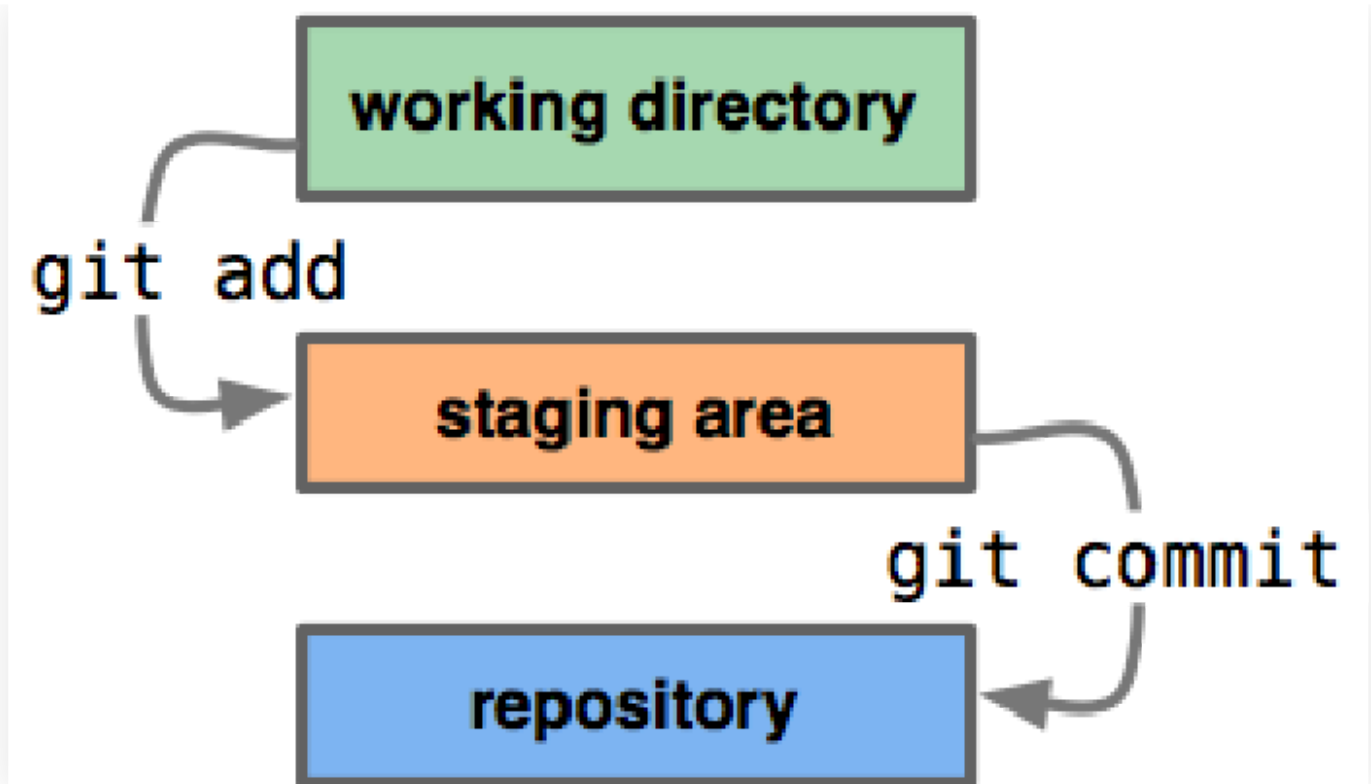 working directory
git add
staging area
git commit
repository